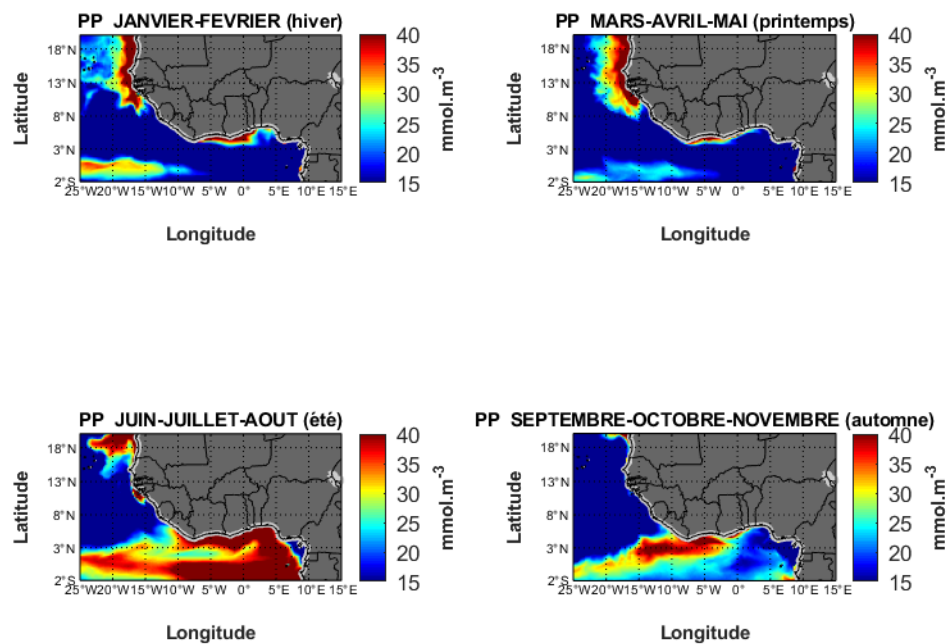 PP JANVIER-FEVRIER (hiver)
18°N
13°N
8°N
3°N
2°S
25°W20°W15°W10°W 5°W 0° 5°E 10°E 15°E
Latitude
Longitude
40
35
30
25
20
15
mmol.m-3
PP MARS-AVRIL-MAI (printemps)
18°N
13°N
8°N
3°N
2°S
25°W20°W15°W10°W 5°W 0° 5°E 10°E 15°E
Latitude
Longitude
40
35
30
25
20
15
mmol.m-3
PP JUIN-JUILLET-AOUT (été)
18°N
13°N
8°N
3°N
2°S
25°W20°W15°W10°W 5°W 0° 5°E 10°E 15°E
Latitude
Longitude
40
35
30
25
20
15
mmol.m-3
PP SEPTEMBRE-OCTOBRE-NOVEMBRE (automne)
18°N
13°N
8°N
3°N
2°S
25°W20°W15°W10°W 5°W 0° 5°E 10°E 15°E
Latitude
Longitude
40
35
30
25
20
15
mmol.m-3